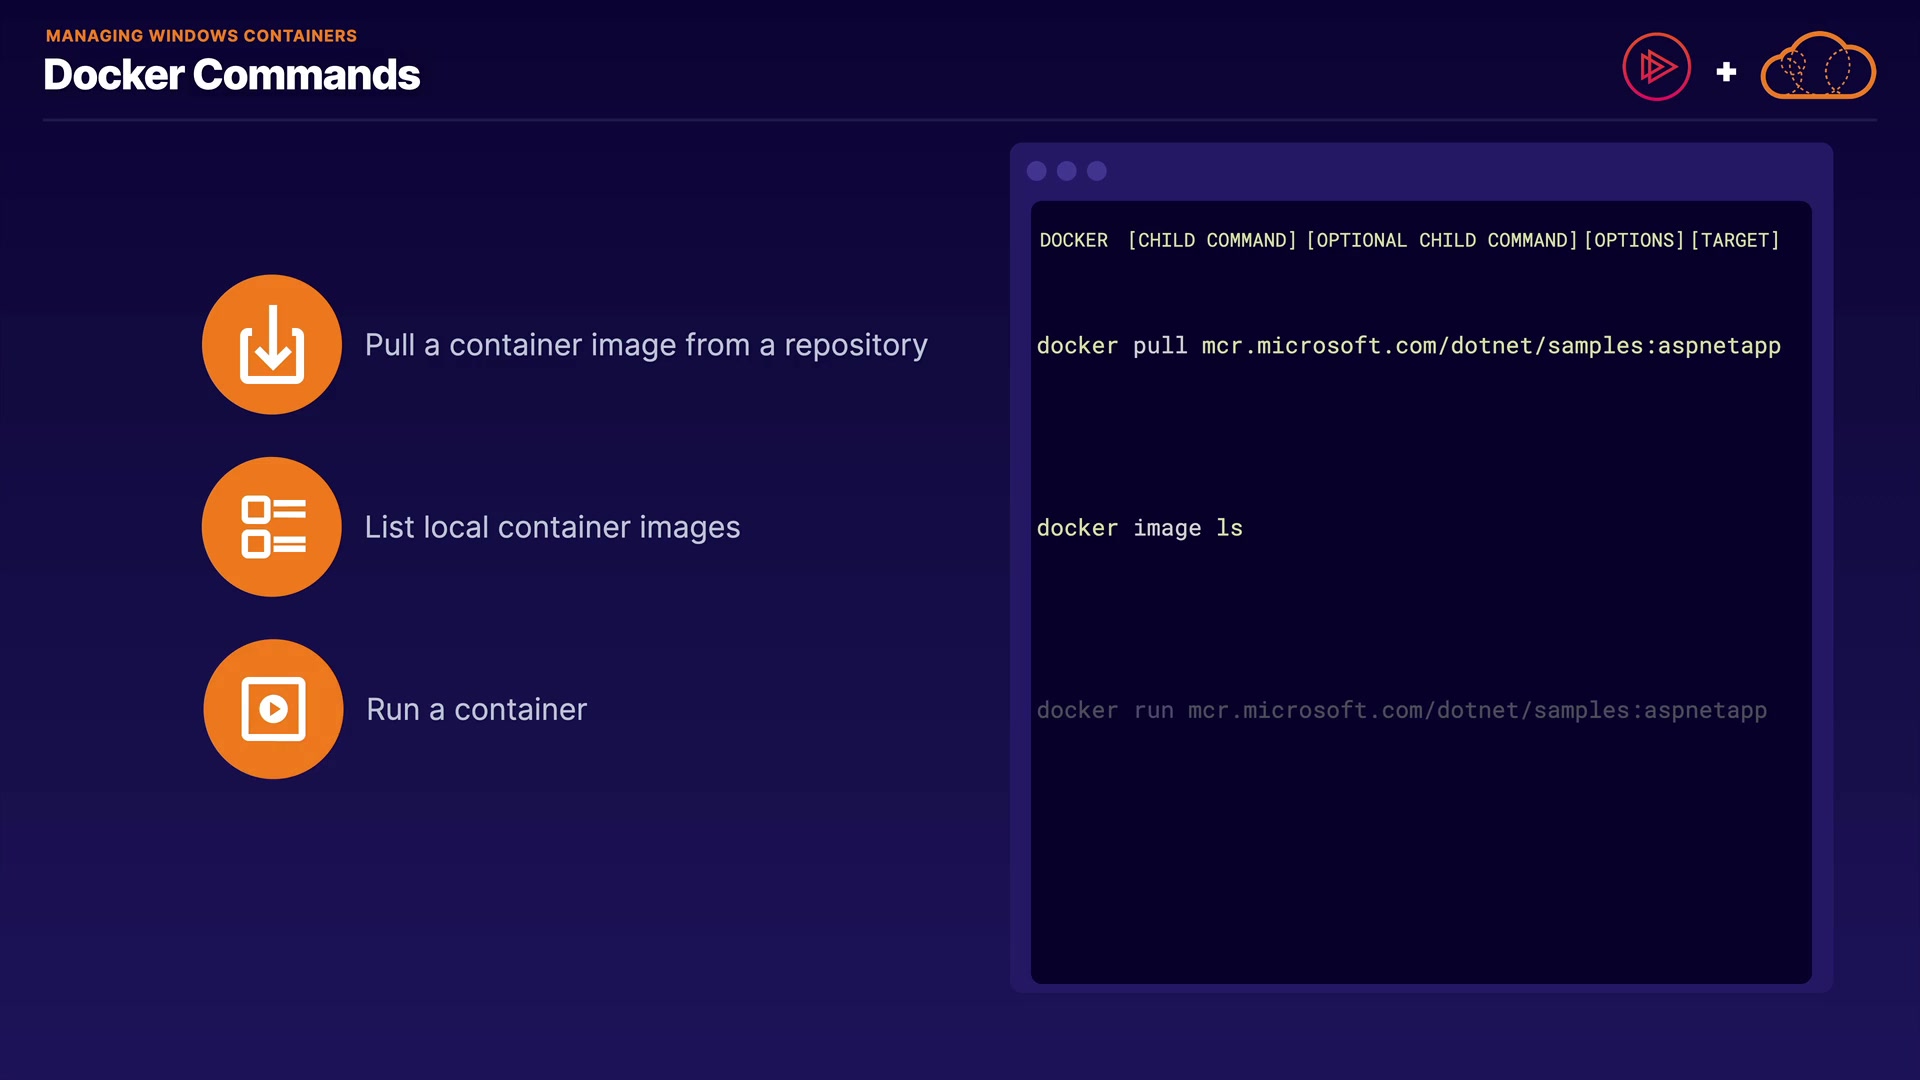 MANAGING WINDOWS CONTAINERS
Docker Commands
DOCKER [CHILD COMMAND][OPTIONAL CHILD COMMAND][OPTIONS][TARGET]
Pull a container image from a repository
docker pull mcr.microsoft.com/dotnet/samples:aspnetapp
List local container images
docker image ls
Run a container
docker run mcr.microsoft.com/dotnet/samples:aspnetapp